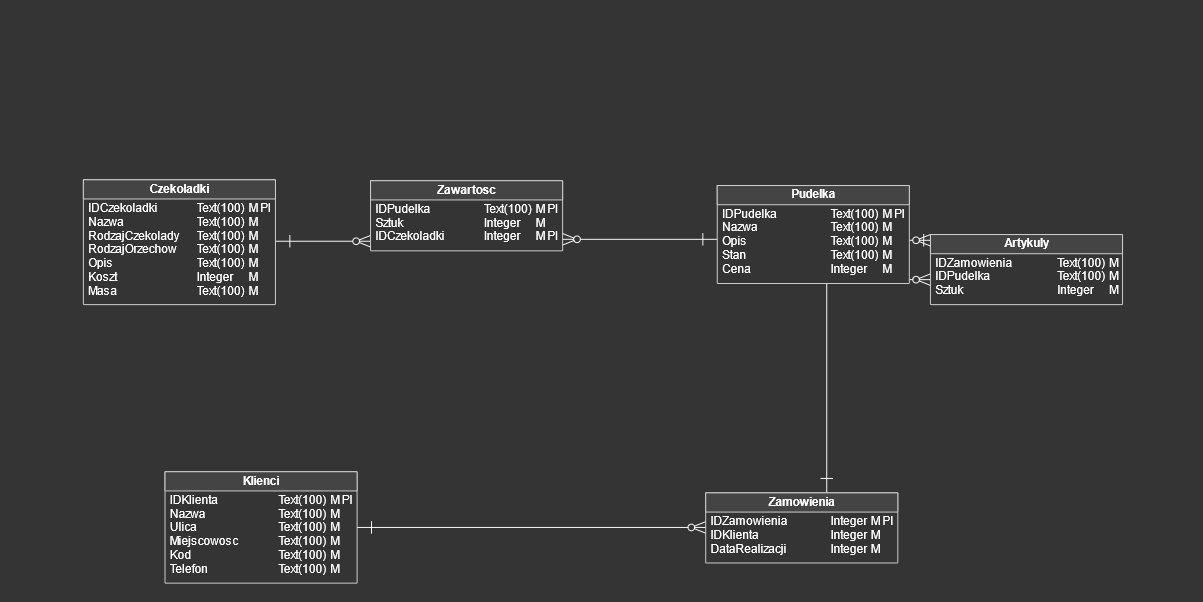 Czekoladki
IDCzekoladki Text(100) M PI
Nazwa Text(100) M
RodzajCzekolady Text(100) M
RodzajOrzechow Text(100) M
Opis Text(100) M
Koszt Integer M
Masa Text(100) M
Zawartosc
IDPudelka Text(100) M PI
Sztuk Integer M
IDCzekoladki Integer M PI
Pudelka
IDPudelka Text(100) M PI
Nazwa Text(100) M
Opis Text(100) M
Stan Text(100) M
Cena Integer M
Artykuly
IDZamowienia Text(100) M
IDPudelka Text(100) M
Sztuk Integer M
Klienci
IDKlienta Text(100) M PI
Nazwa Text(100) M
Ulica Text(100) M
Miejscowosc Text(100) M
Kod Text(100) M
Telefon Text(100) M
Zamowienia
IDZamowienia Integer M PI
IDKlienta Integer M
DataRealizacji Integer M